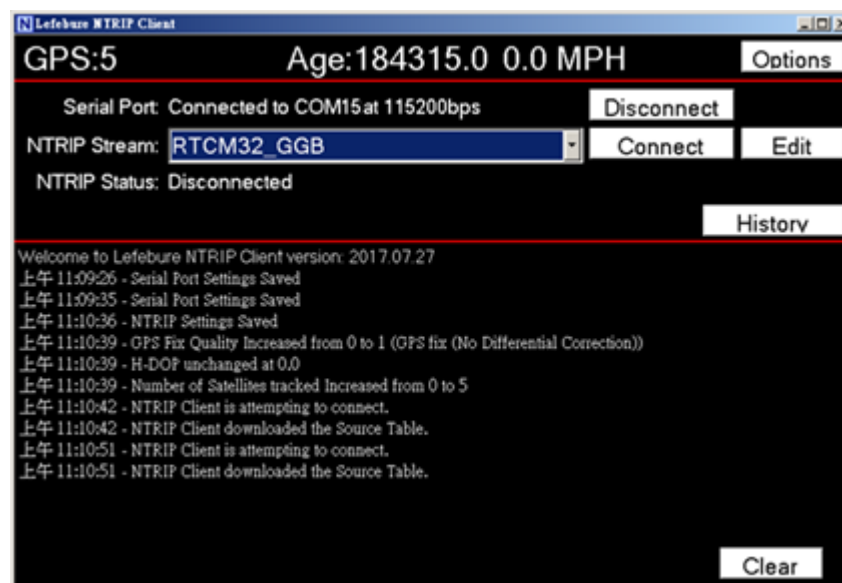 Lefebure NTRIP Client
GPS:5 Age:184315.0 0.0 MPH Options
Serial Port: Connected to COM15 at 115200bps Disconnect
NTRIP Stream: RTCM32_GGB Connect Edit
NTRIP Status: Disconnected
History
Welcome to Lefebure NTRIP Client version: 2017.07.27
上午 11:09:26 - Serial Port Settings Saved
上午 11:09:35 - Serial Port Settings Saved
上午 11:10:36 - NTRIP Settings Saved
上午 11:10:39 - GPS Fix Quality Increased from 0 to 1 (GPS fix (No Differential Correction))
上午 11:10:39 - H-DOP unchanged at 0.0
上午 11:10:39 - Number of Satellites tracked Increased from 0 to 5
上午 11:10:42 - NTRIP Client is attempting to connect.
上午 11:10:42 - NTRIP Client downloaded the Source Table.
上午 11:10:51 - NTRIP Client is attempting to connect.
上午 11:10:51 - NTRIP Client downloaded the Source Table.
Clear